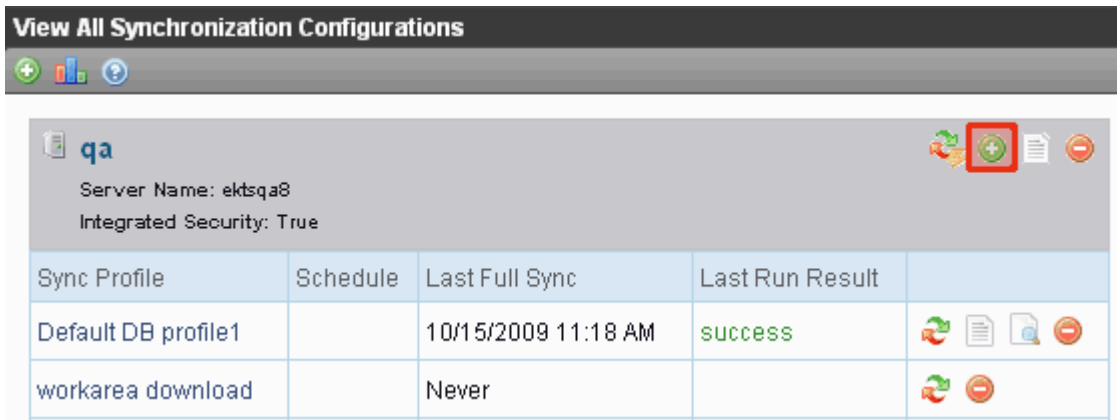 View All Synchronization Configurations
qa
Server Name: ektsqa8
Integrated Security: True
Sync Profile Schedule Last Full Sync Last Run Result
Default DB profile1 10/15/2009 11:18 AM success
workarea download Never